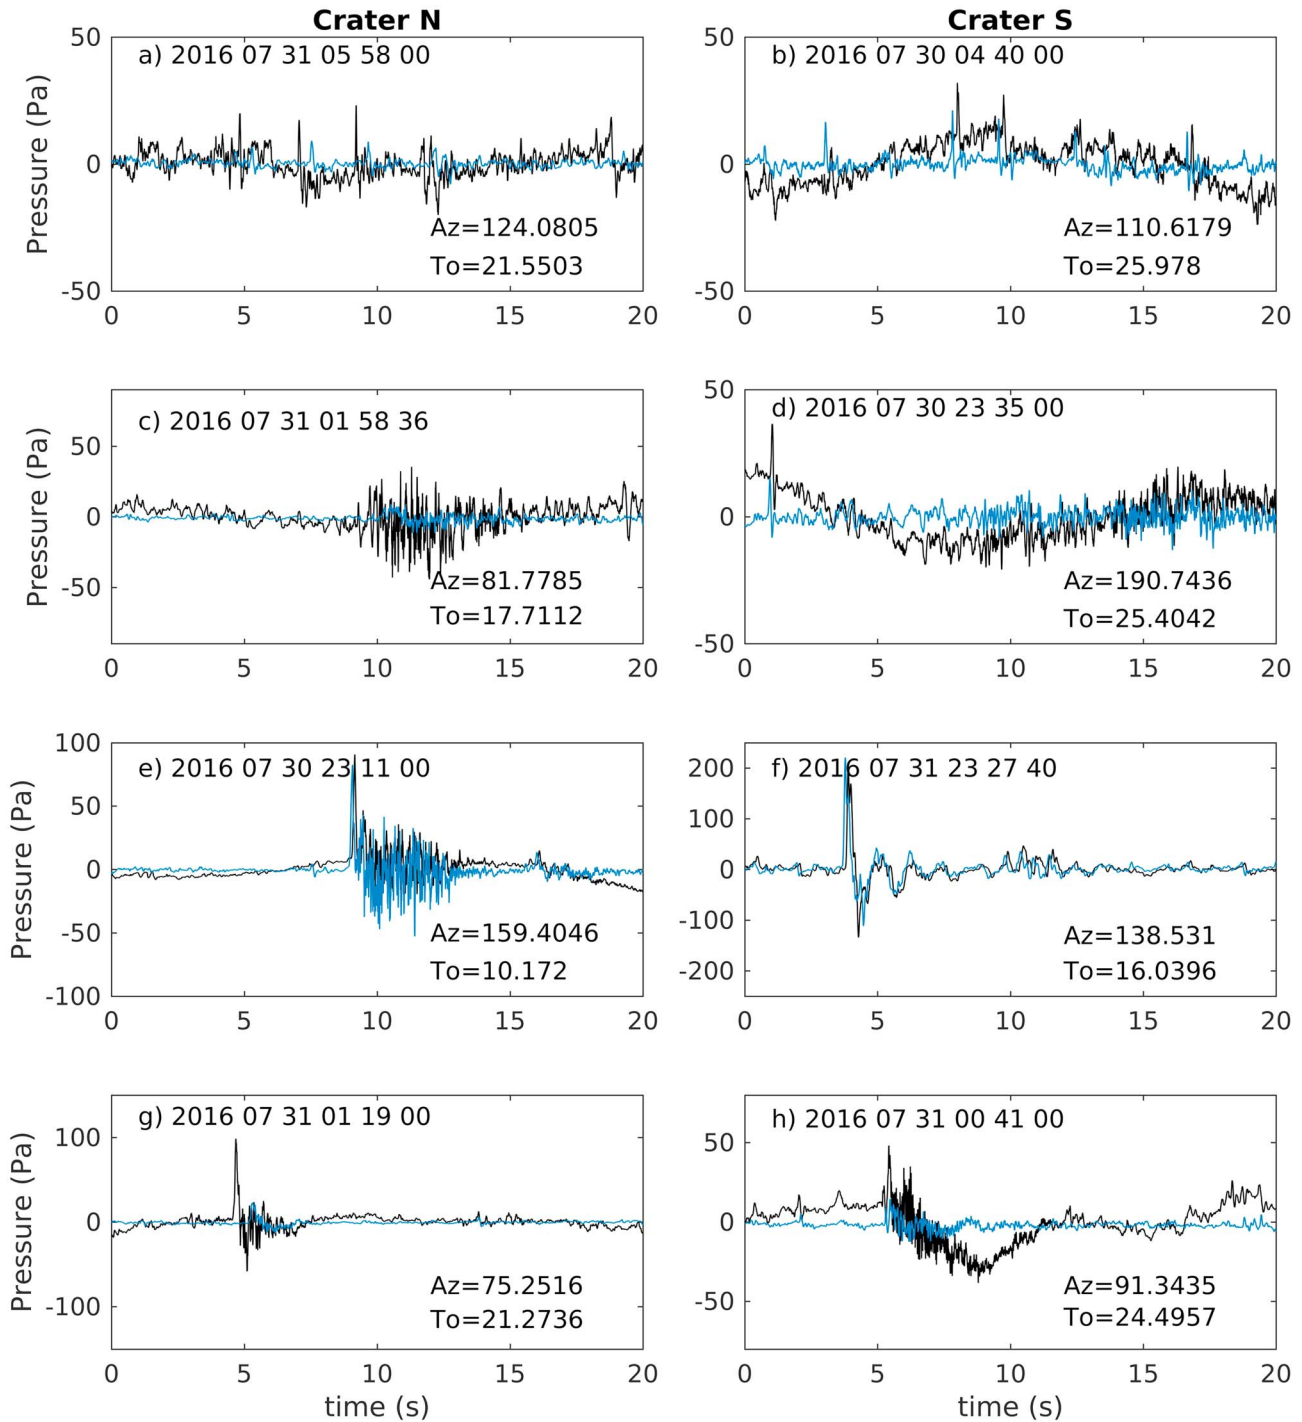 Crater N
Crater S
50
0
-50
Pressure (Pa)
a) 2016 07 31 05 58 00
Az=124.0805
To=21.5503
0 5 10 15 20
50
0
-50
b) 2016 07 30 04 40 00
Az=110.6179
To=25.978
0 5 10 15 20
50
0
-50
Pressure (Pa)
c) 2016 07 31 01 58 36
Az=81.7785
To=17.7112
0 5 10 15 20
50
0
-50
d) 2016 07 30 23 35 00
Az=190.7436
To=25.4042
0 5 10 15 20
100
50
0
-50
-100
Pressure (Pa)
e) 2016 07 30 23 11 00
Az=159.4046
To=10.172
0 5 10 15 20
200
100
0
-100
-200
f) 2016 07 31 23 27 40
Az=138.531
To=16.0396
0 5 10 15 20
100
0
-100
Pressure (Pa)
g) 2016 07 31 01 19 00
Az=75.2516
To=21.2736
0 5 10 15 20
time (s)
50
0
-50
h) 2016 07 31 00 41 00
Az=91.3435
To=24.4957
0 5 10 15 20
time (s)